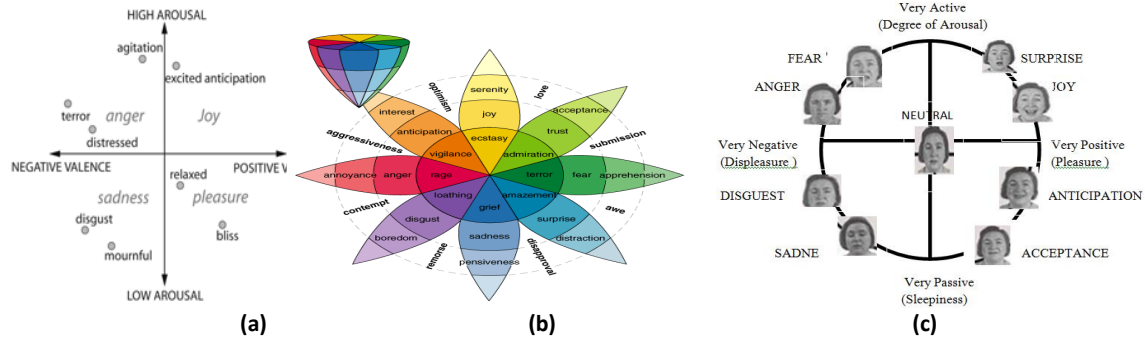 HIGH AROUSAL
agitation
excited anticipation
terror
anger
Joy
distressed
NEGATIVE VALENCE
POSITIVE V
relaxed
sadness
pleasure
disgust
bliss
mournful
LOW AROUSAL
(a)
optimism
serenity
love
interest
joy
acceptance
anticipation
ecstasy
trust
aggressiveness
vigilance
admiration
submission
annoyance
anger
rags
terror
fear
apprehension
loathing
amazement
contempt
grief
awe
disgust
surprise
boredom
sadness
distraction
remorse
disapproval
pensiveness
(b)
Very Active
(Degree of Arousal)
FEAR '
SURPRISE
ANGER
JOY
NEUTRAL
Very Negative
(Displeasure )
Very Positive
(Pleasure )
DISGUEST
ANTICIPATION
SADNE
ACCEPTANCE
Very Passive
(Sleepiness)
(c)